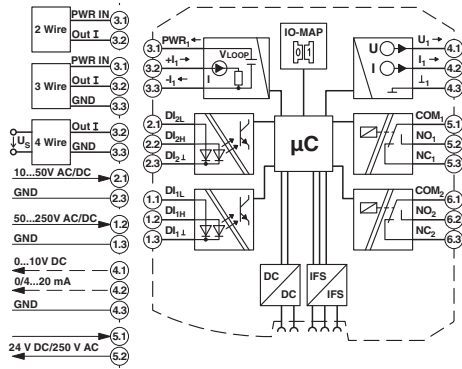 2 Wire
PWR IN 3.1
Out I 3.2
3 Wire
PWR IN 3.1
Out I 3.2
GND 3.3
4 Wire
US
Out I 3.2
GND 3.3
10...50V AC/DC 2.1
GND 2.3
50...250V AC/DC 1.2
GND 1.3
0...10V DC 4.1
0/4...20 mA 4.2
GND 4.3
5.1
24 V DC/250 V AC 5.2
3.1 PWR1
3.2 +I1
3.3 -I1
VLOOP
I
IO-MAP
0 1
U
I
U1 4.1
I1 4.2
⊥1 4.3
2.1 DI2L
2.2 DI2H
2.3 DI2⊥
µC
COM1 5.1
NO1 5.2
NC1 5.3
1.1 DI1L
1.2 DI1H
1.3 DI1⊥
COM2 6.1
NO2 6.2
NC2 6.3
DC
DC
IFS
IFS